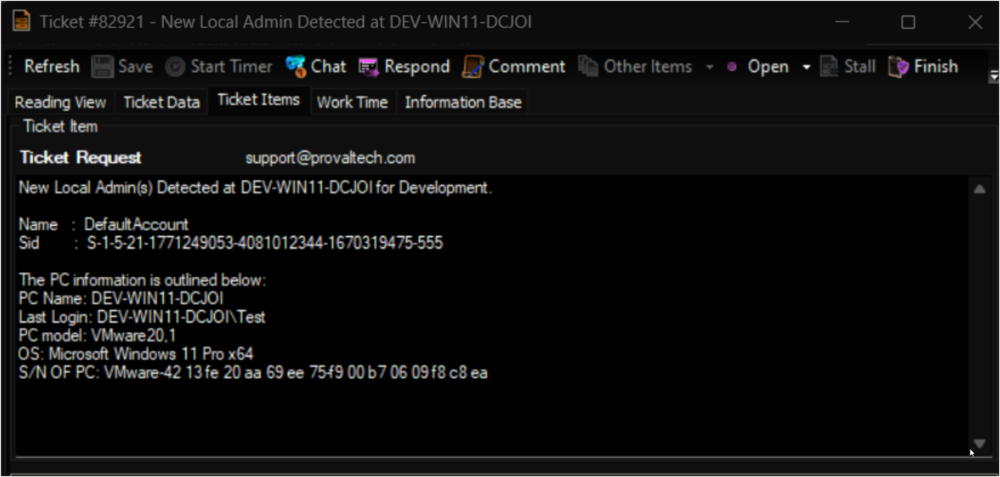 Ticket #82921 - New Local Admin Detected at DEV-WIN11-DCJOI
Refresh Save Start Timer Chat Respond Comment Other Items Open Stall Finish
Reading View Ticket Data Ticket Items Work Time Information Base
Ticket Item
Ticket Request support@provaltech.com
New Local Admin(s) Detected at DEV-WIN11-DCJOI for Development.
Name : DefaultAccount
Sid : S-1-5-21-1771249053-4081012344-1670319475-555
The PC information is outlined below:
PC Name: DEV-WIN11-DCJOI
Last Login: DEV-WIN11-DCJOI\Test
PC model: VMware20,1
OS: Microsoft Windows 11 Pro x64
S/N OF PC: VMware-42 13 fe 20 aa 69 ee 75-f9 00 b7 06 09 f8 c8 ea